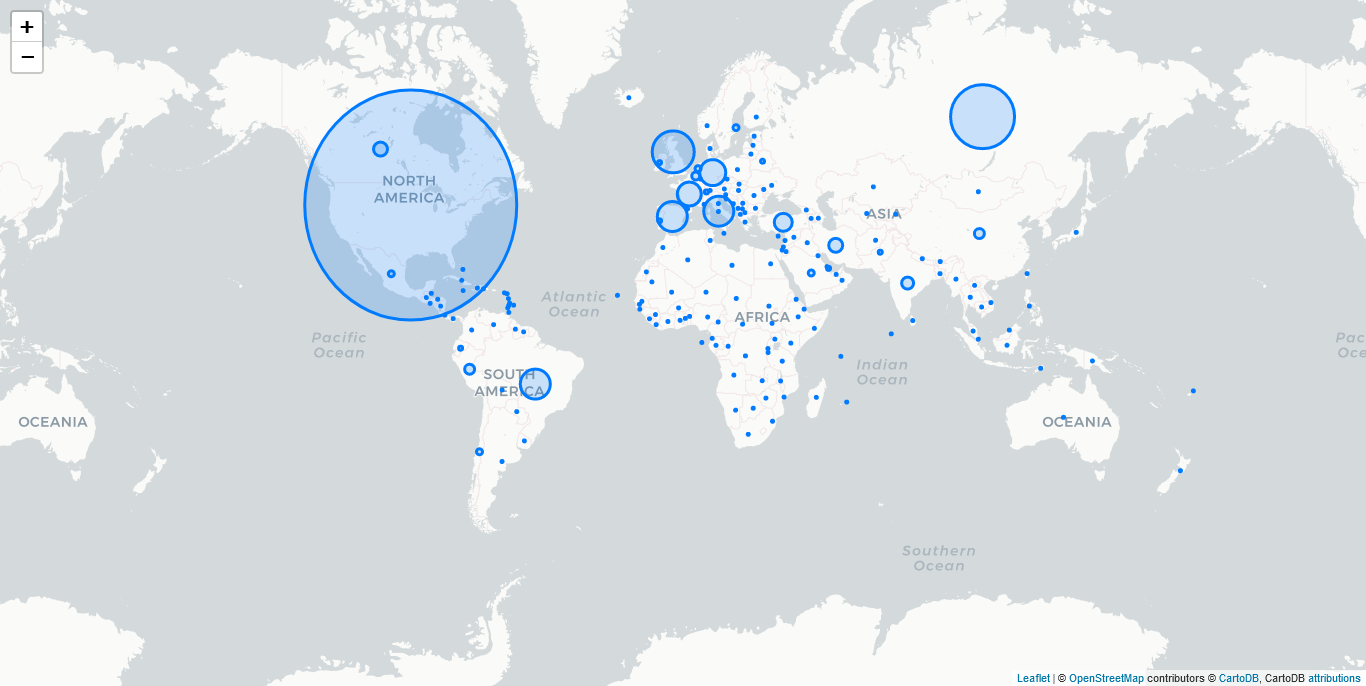 +
−
NORTH
AMERICA
ASIA
Atlantic
Ocean
AFRICA
Pacific
Ocean
Pac
Oc
Indian
Ocean
SOUTH
AMERICA
OCEANIA
OCEANIA
Southern
Ocean
Leaflet | © OpenStreetMap contributors © CartoDB, CartoDB attributions